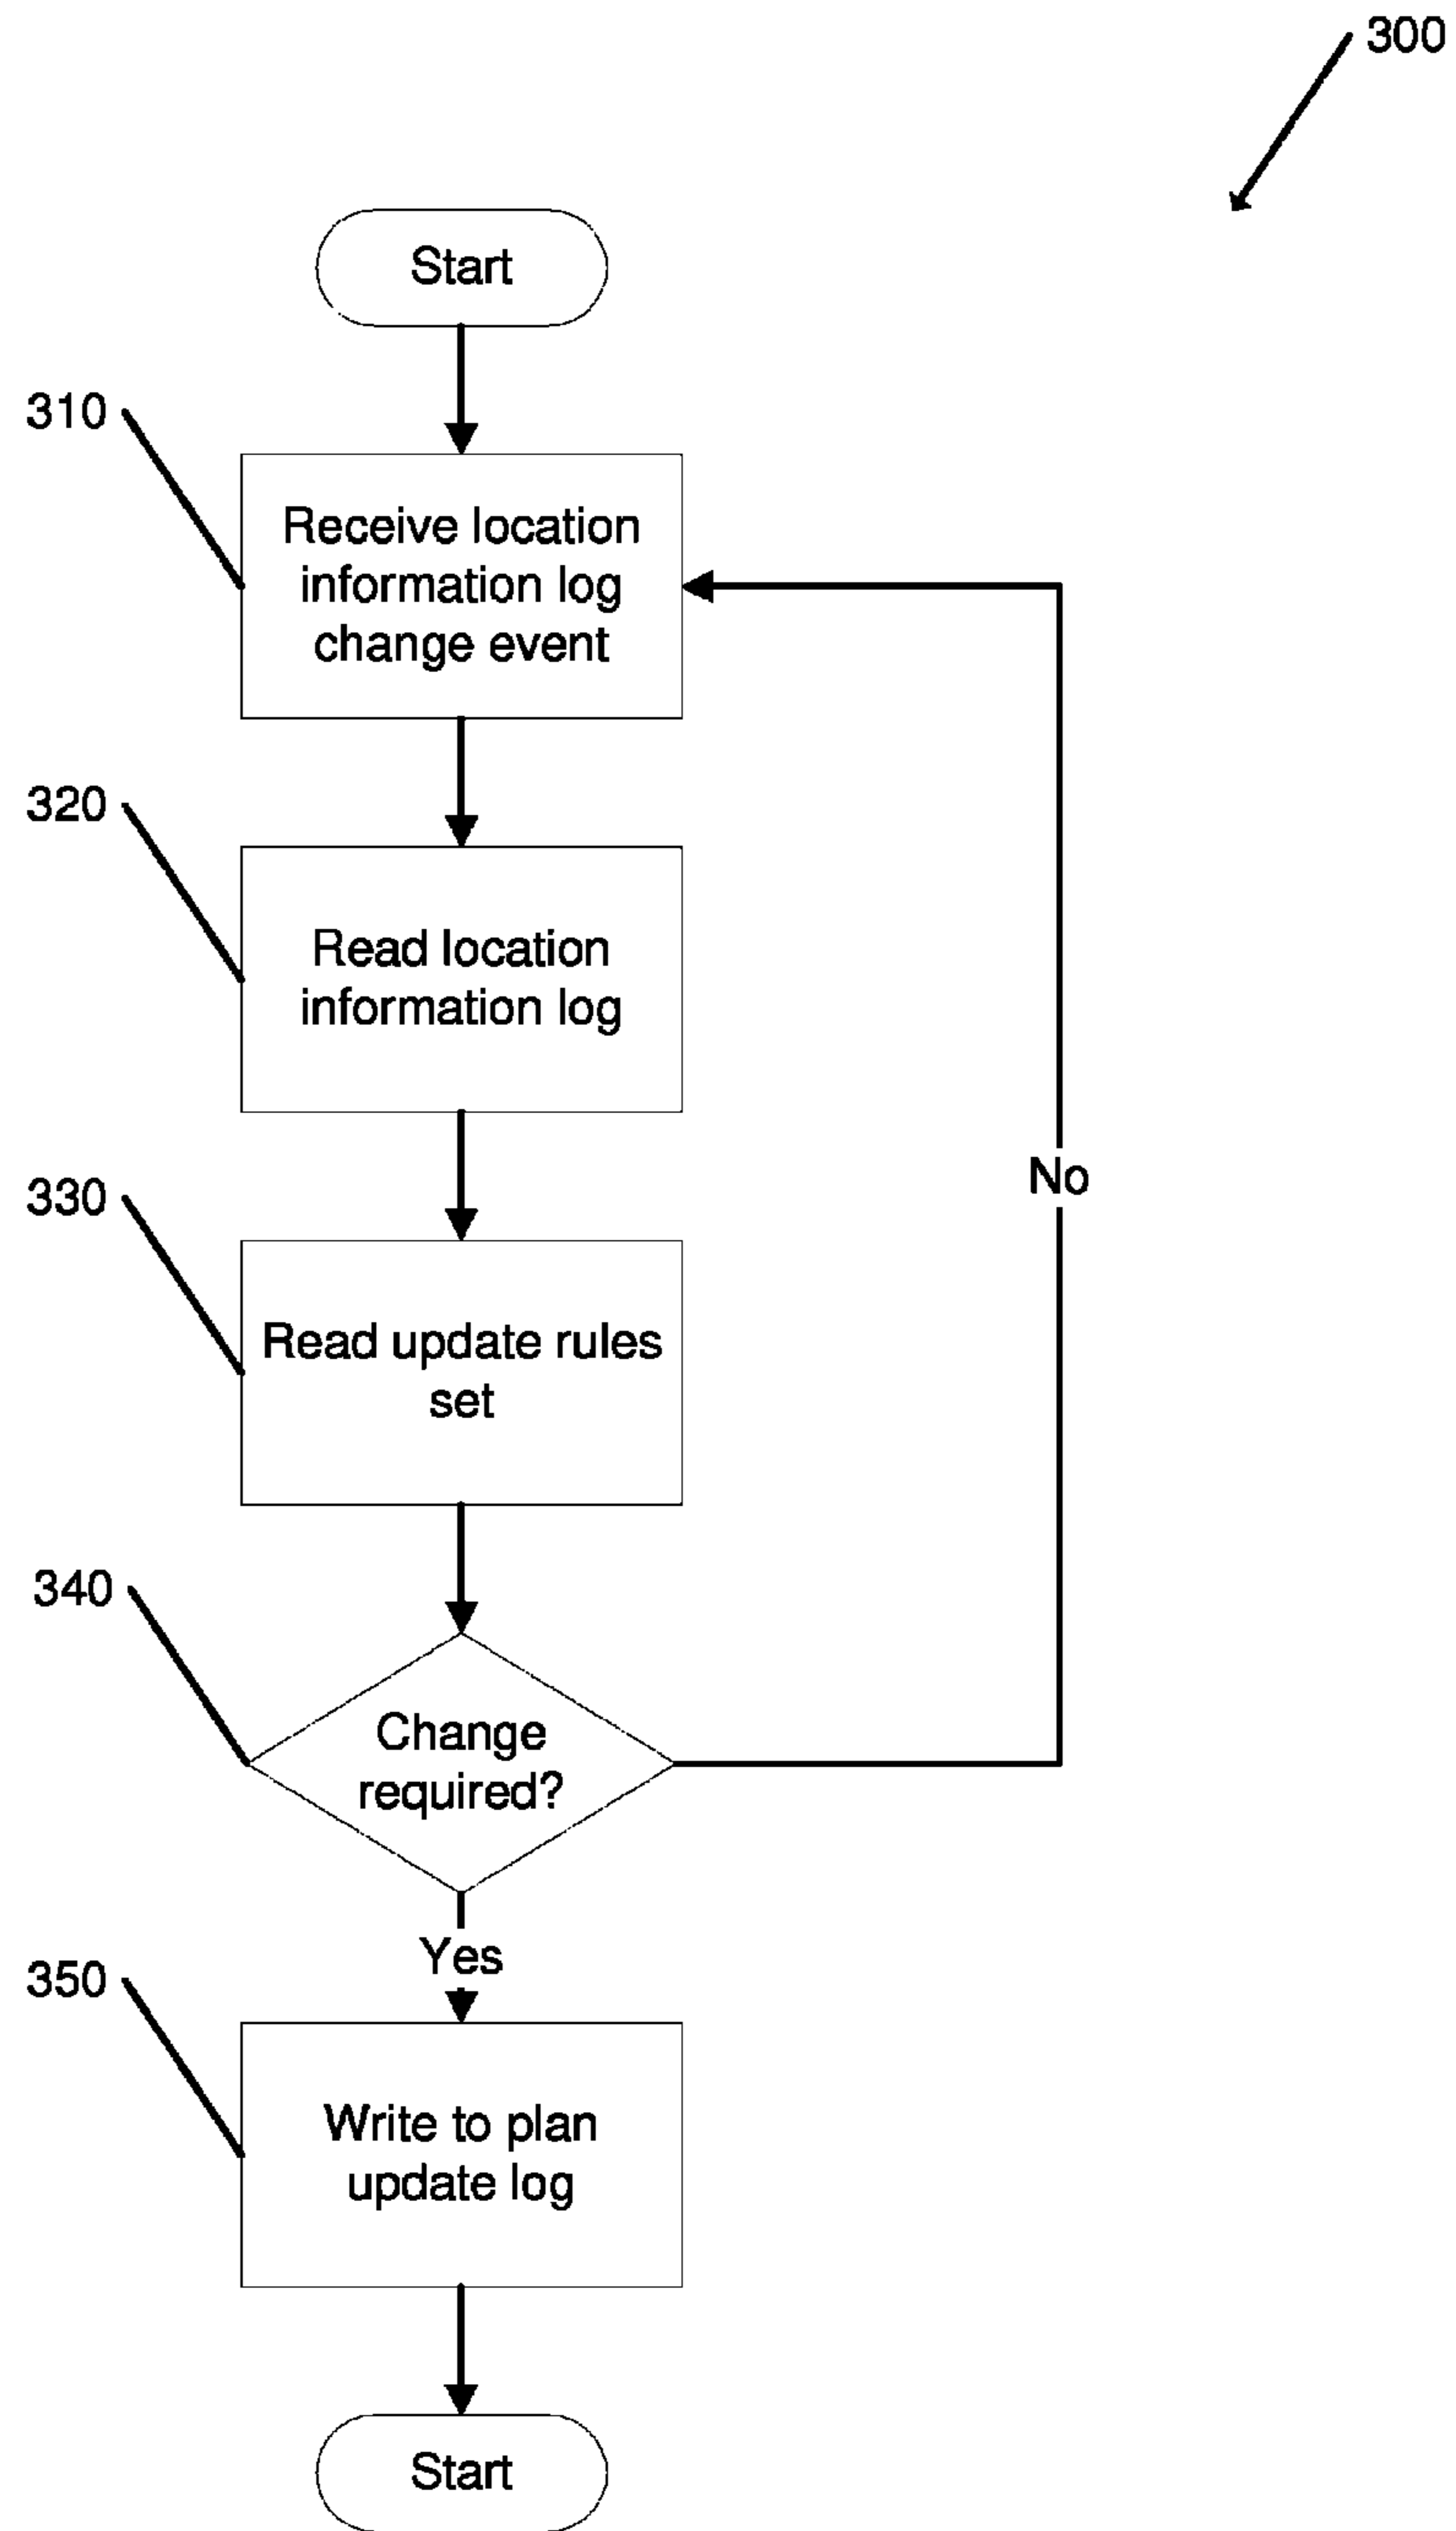 300
Start
310
Receive location
information log
change event
320
Read location
information log
No
330
Read update rules
set
340
Change
required?
Yes
350
Write to plan
update log
Start